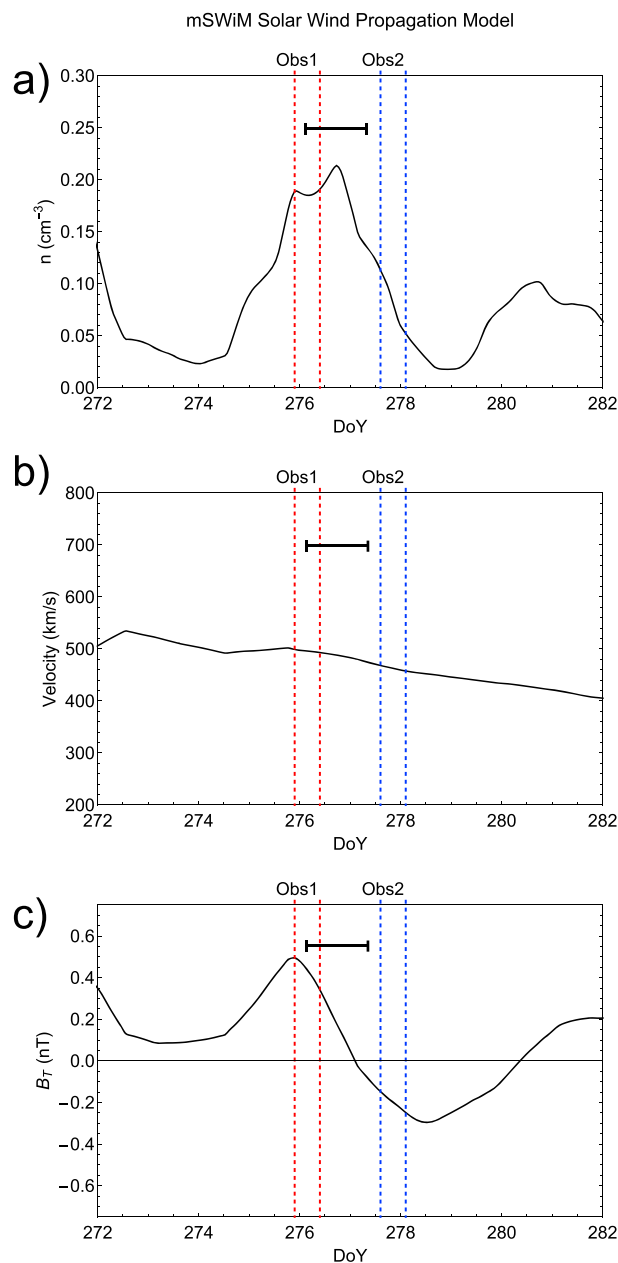 mSWiM Solar Wind Propagation Model
a)
Obs1 Obs2
0.30
0.25
0.20
0.15
0.10
0.05
0.00
n (cm⁻³)
272 274 276 278 280 282
DoY
b)
Obs1 Obs2
800
700
600
500
400
300
200
Velocity (km/s)
272 274 276 278 280 282
DoY
c)
Obs1 Obs2
0.6
0.4
0.2
0.0
−0.2
−0.4
−0.6
B_T (nT)
272 274 276 278 280 282
DoY